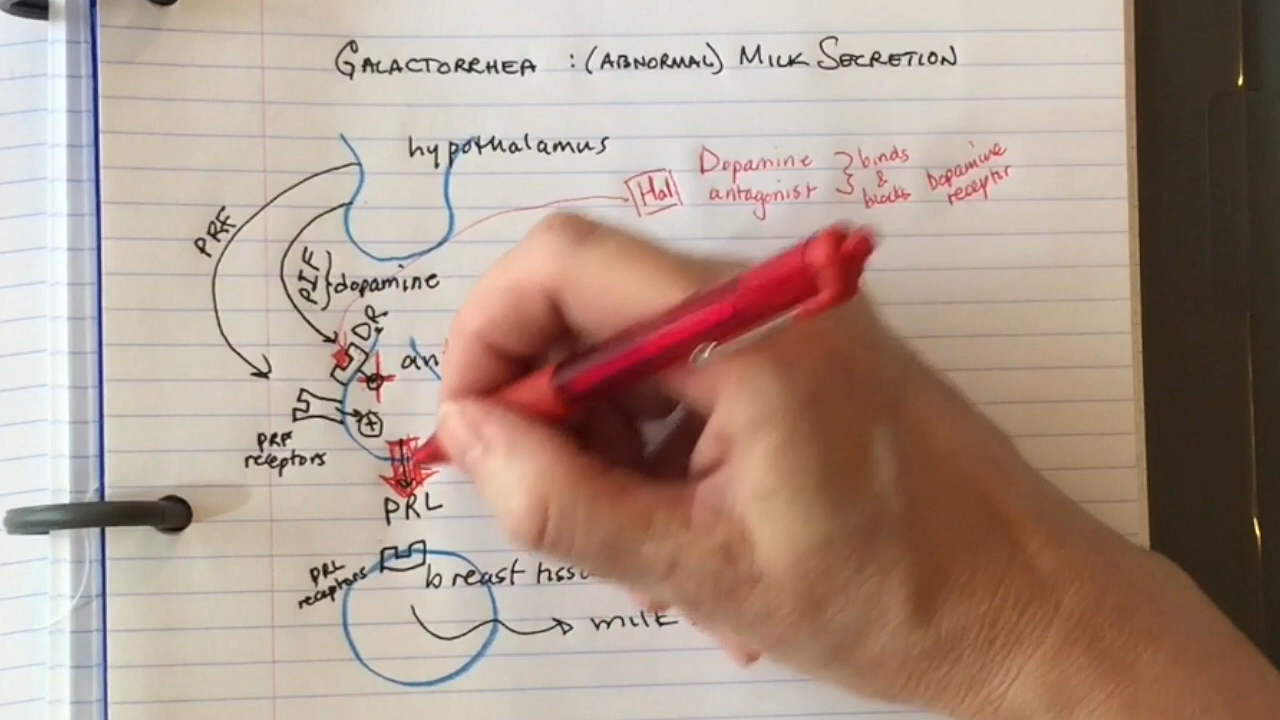 GALACTORRHEA : (ABNORMAL) MILK SECRETION
hypothalamus
Hal
Dopamine
antagonist
binds
&
blocks
Dopamine
receptor
PRF
PIF
dopamine
DR
an
+
PRF
receptors
PRL
PRL
receptors
breast
milk